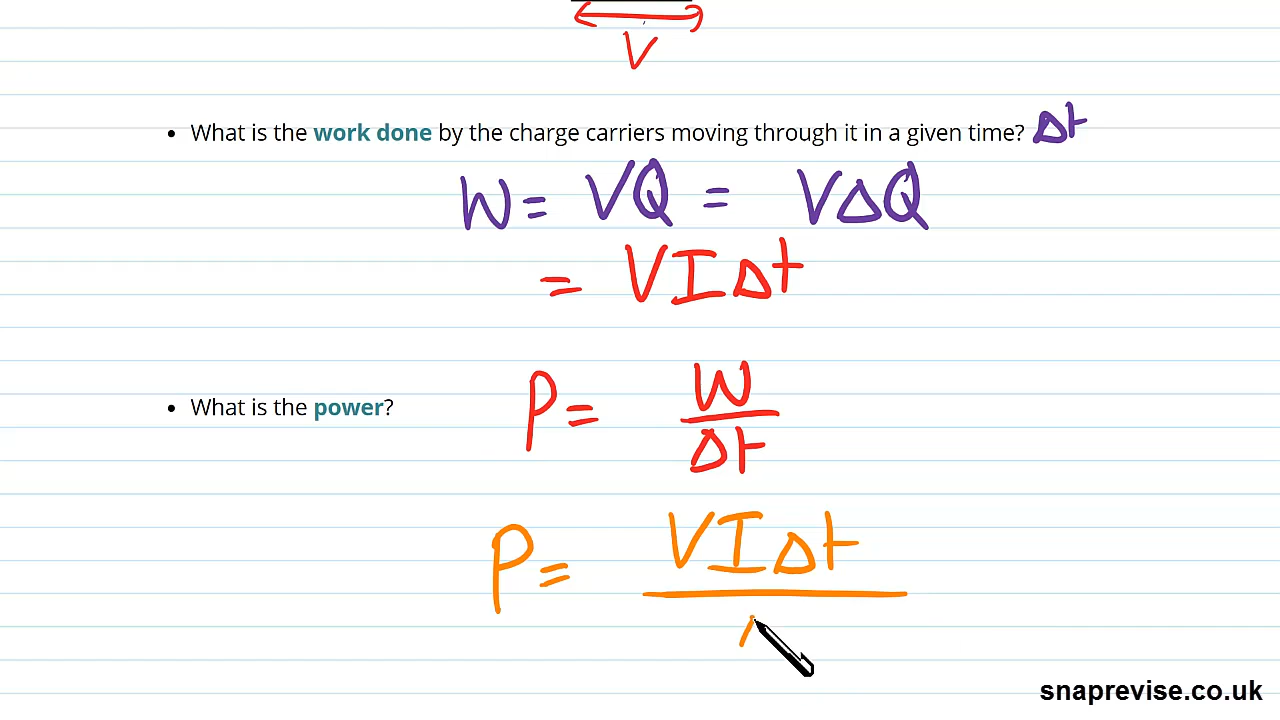 V
• What is the work done by the charge carriers moving through it in a given time? Δt
W = VQ = VΔQ
= VIΔt
• What is the power? P = W/Δt
P = VIΔt
snaprevise.co.uk